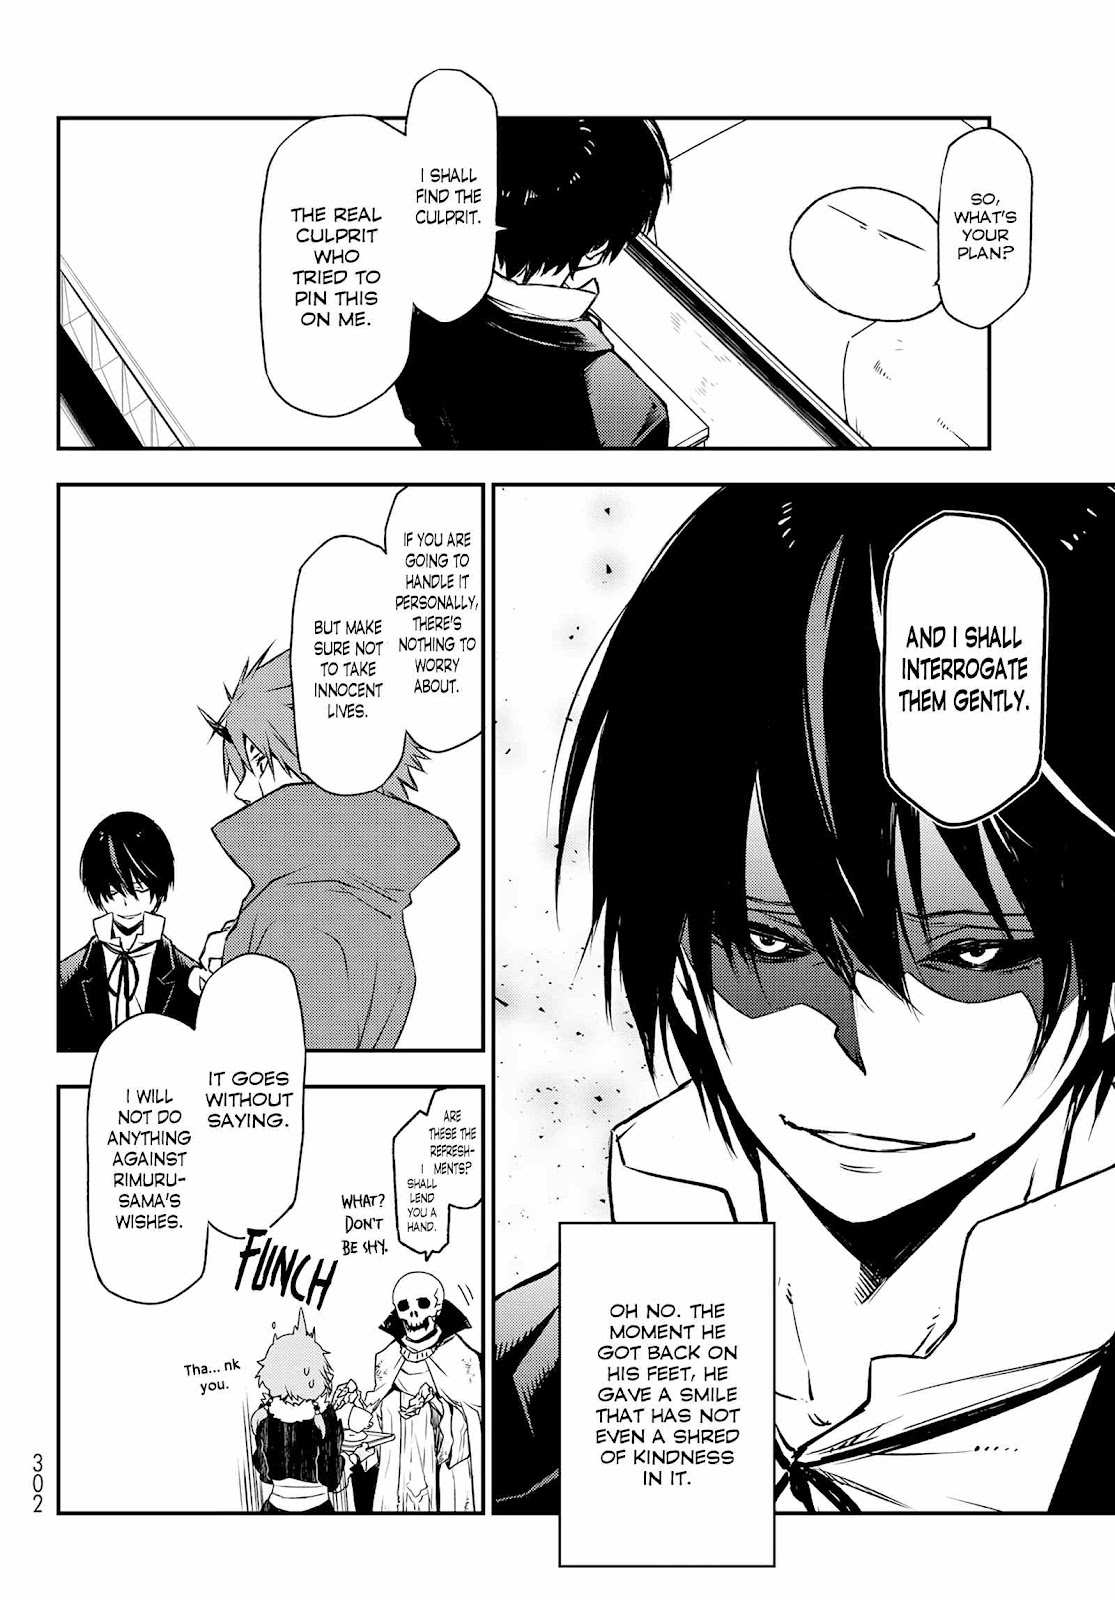 SO,
WHAT'S
YOUR
PLAN?
I SHALL
FIND THE
CULPRIT.
THE REAL
CULPRIT
WHO
TRIED TO
PIN THIS
ON ME.
AND I SHALL
INTERROGATE
THEM GENTLY.
OH NO. THE
MOMENT HE
GOT BACK ON
HIS FEET, HE
GAVE A SMILE
THAT HAS NOT
EVEN A SHRED
OF KINDNESS
IN IT.
IF YOU ARE
GOING TO
HANDLE IT
PERSONALLY,
THERE'S
NOTHING TO
WORRY
ABOUT.
BUT MAKE
SURE NOT
TO TAKE
INNOCENT
LIVES.
IT GOES
WITHOUT
SAYING.
I WILL
NOT DO
ANYTHING
AGAINST
RIMURU-
SAMA'S
WISHES.
ARE
THESE THE
REFRESH-
MENTS?
I
SHALL
LEND
YOU A
HAND.
WHAT?
DON'T
BE SHY.
FUNCH
Tha... nk
you.
302